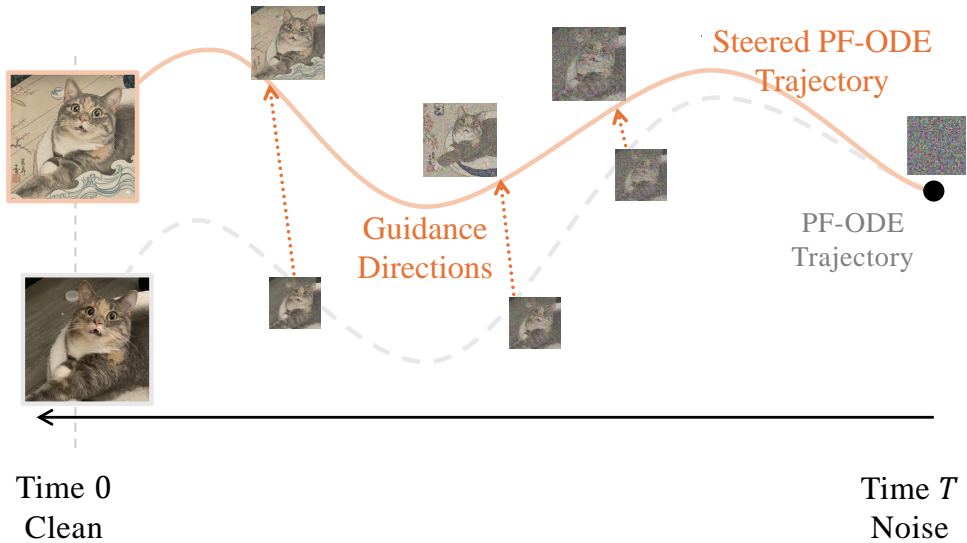 Steered PF-ODE
Trajectory
Guidance
Directions
PF-ODE
Trajectory
Time 0
Clean
Time T
Noise